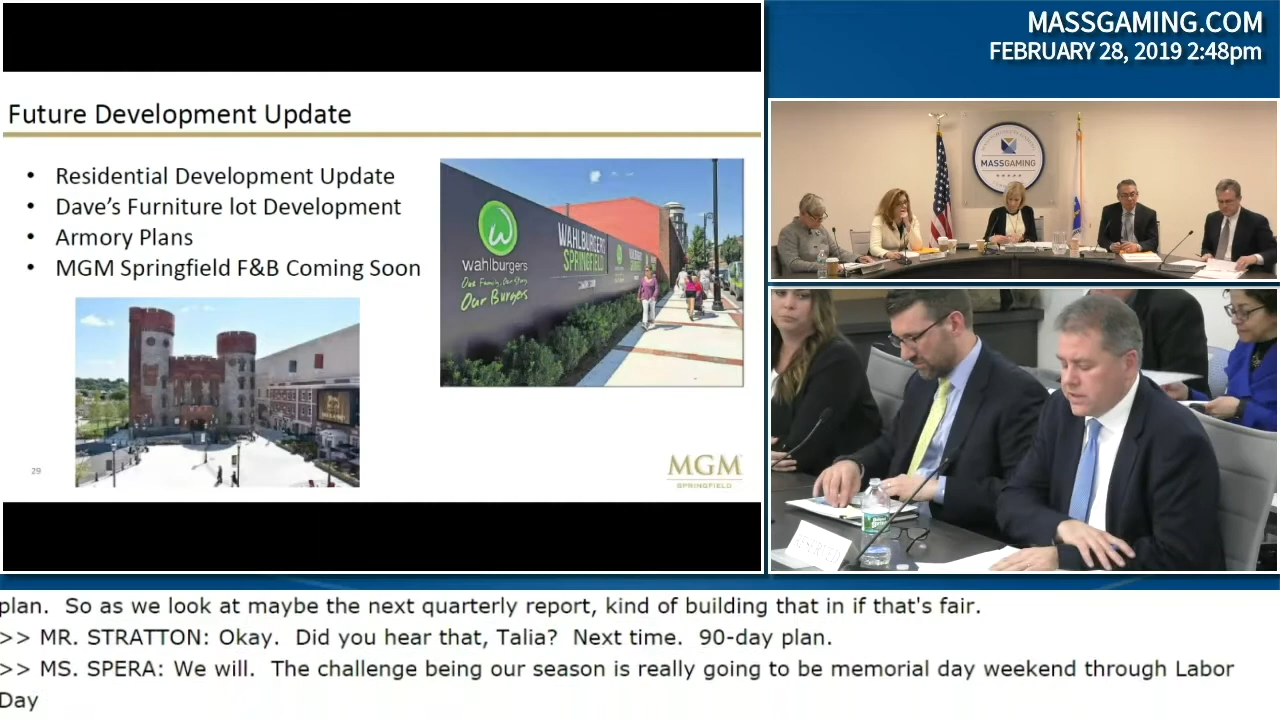 MASSGAMING.COM
FEBRUARY 28, 2019 2:48pm
Future Development Update
• Residential Development Update
• Dave's Furniture lot Development
• Armory Plans
• MGM Springfield F&B Coming Soon
wahlburgers
Our Family, Our Story,
Our Burgers
WAHLBURGERS
SPRINGFIELD
COMING SOON
29
MGM
SPRINGFIELD
MASSGAMING
RESERVED
plan.  So as we look at maybe the next quarterly report, kind of building that in if that's fair.
>> MR. STRATTON: Okay.  Did you hear that, Talia?  Next time.  90-day plan.
>> MS. SPERA: We will.  The challenge being our season is really going to be memorial day weekend through Labor
Day